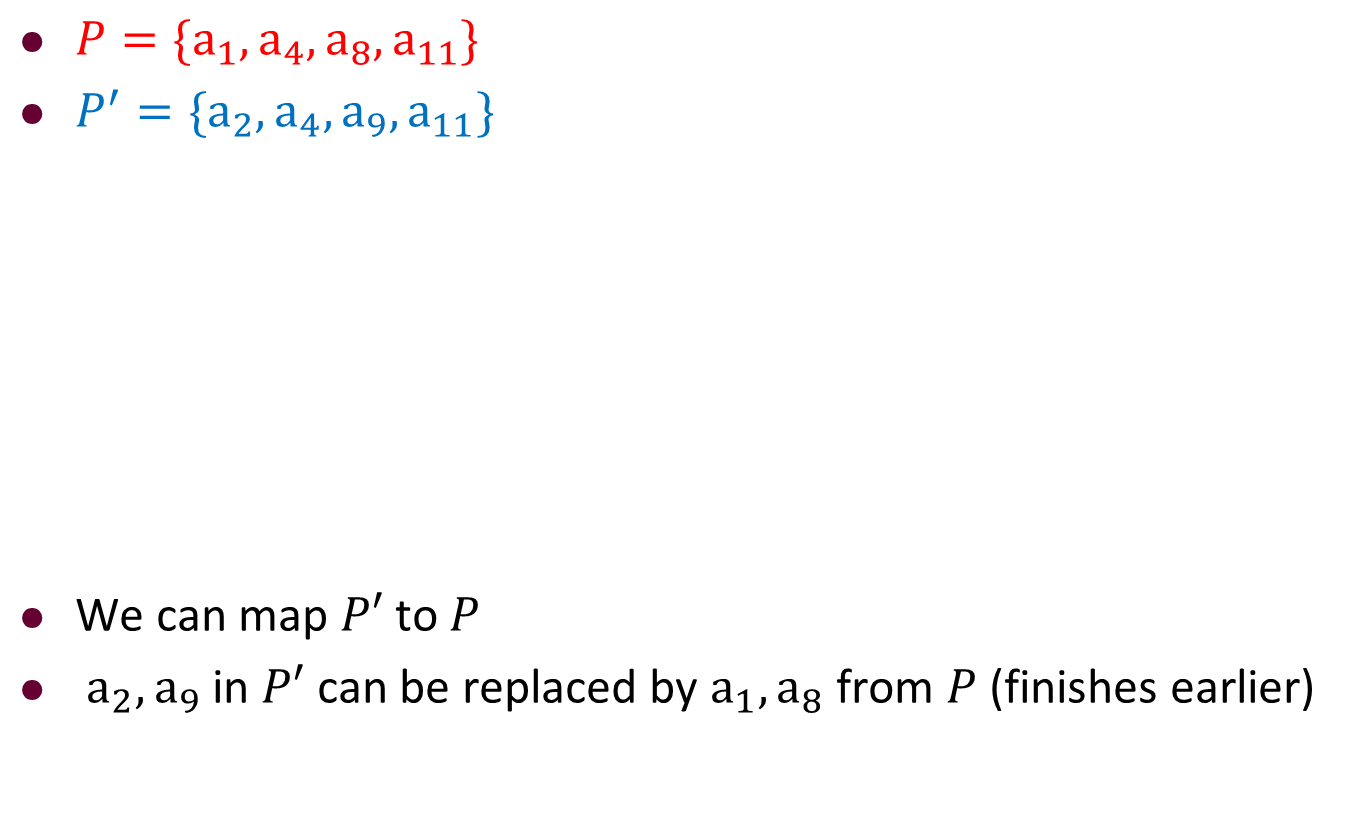 • P = {a₁, a₄, a₈, a₁₁}
• P′ = {a₂, a₄, a₉, a₁₁}
• We can map P′ to P
• a₂, a₉ in P′ can be replaced by a₁, a₈ from P (finishes earlier)